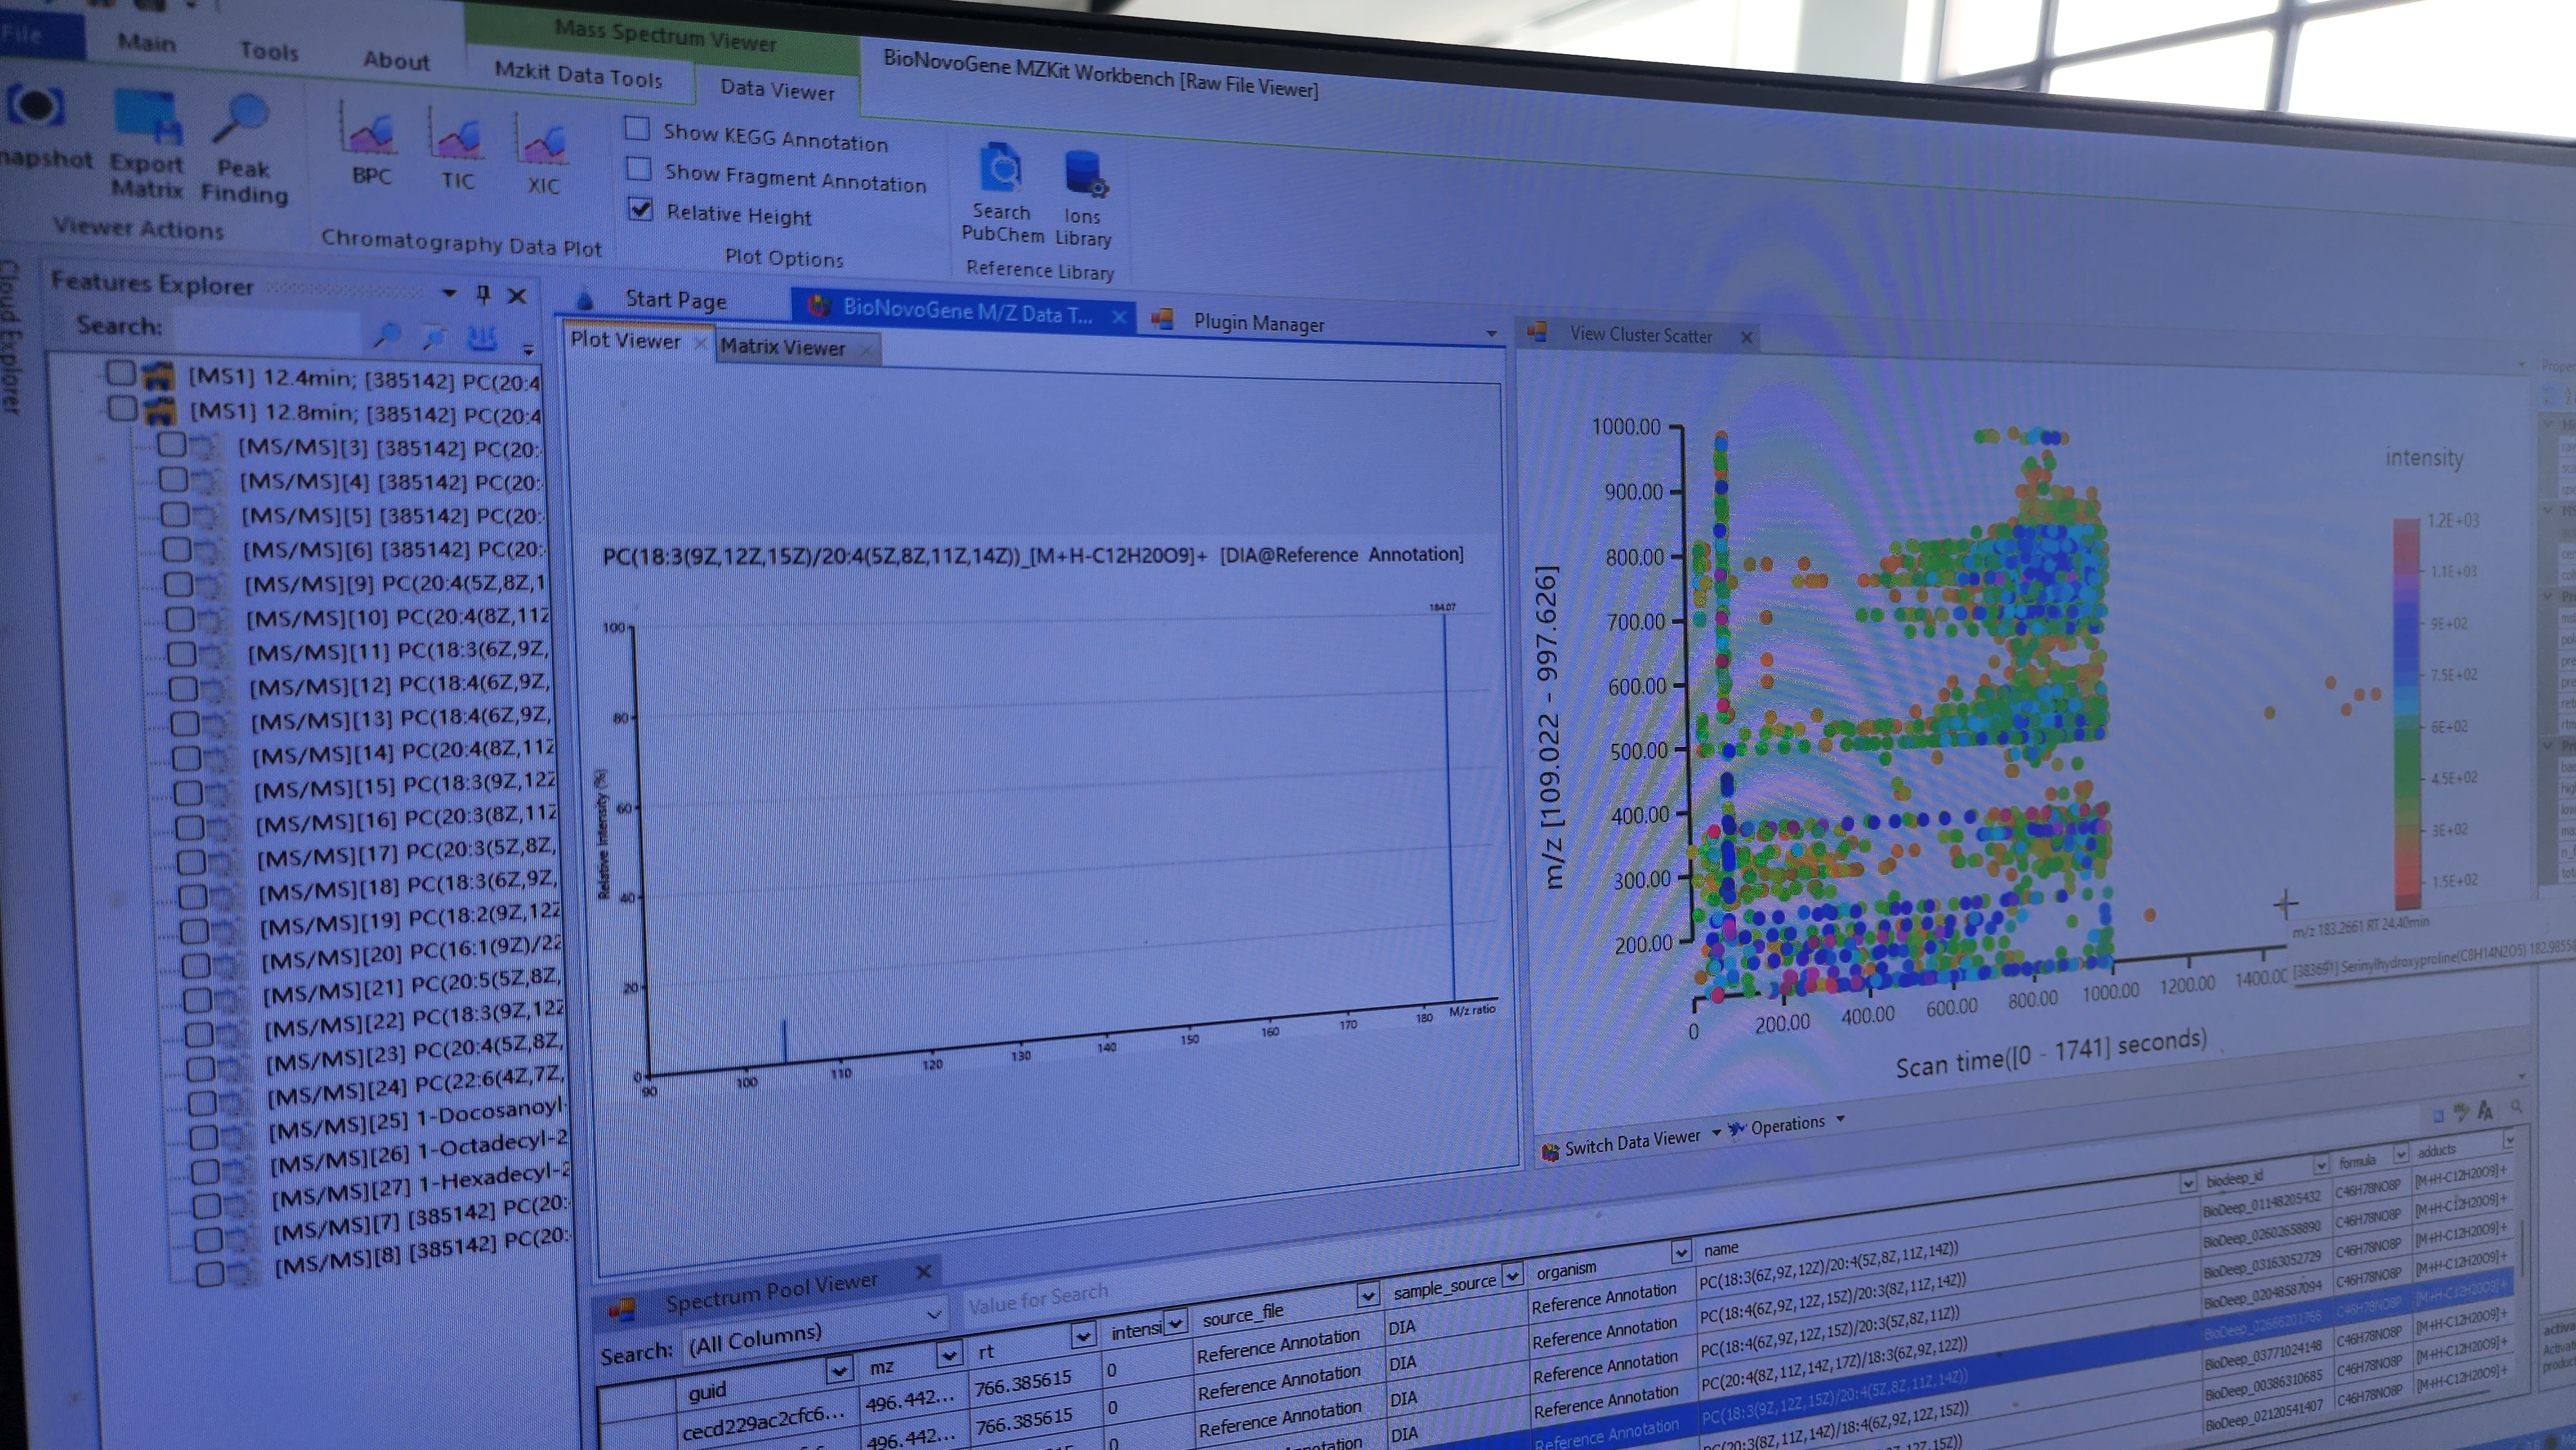 File
Main
Tools
About
Mass Spectrum Viewer
Mzkit Data Tools
Data Viewer
BioNovoGene MZKit Workbench [Raw File Viewer]
napshot
Export
Matrix
Peak
Finding
Viewer Actions
BPC
TIC
XIC
Chromatography Data Plot
Show KEGG Annotation
Show Fragment Annotation
Relative Height
Plot Options
Search
PubChem
Ions
Library
Reference Library
Cloud Explorer
Features Explorer
Search:
[MS1] 12.4min; [385142] PC(20:4
[MS1] 12.8min; [385142] PC(20:4
[MS/MS][3] [385142] PC(20:
[MS/MS][4] [385142] PC(20:
[MS/MS][5] [385142] PC(20:
[MS/MS][6] [385142] PC(20:
[MS/MS][9] PC(20:4(5Z,8Z,1
[MS/MS][10] PC(20:4(8Z,11Z
[MS/MS][11] PC(18:3(6Z,9Z,
[MS/MS][12] PC(18:4(6Z,9Z,
[MS/MS][13] PC(18:4(6Z,9Z,
[MS/MS][14] PC(20:4(8Z,11Z
[MS/MS][15] PC(18:3(9Z,12Z
[MS/MS][16] PC(20:3(8Z,11Z
[MS/MS][17] PC(20:3(5Z,8Z,
[MS/MS][18] PC(18:3(6Z,9Z,
[MS/MS][19] PC(18:2(9Z,12Z
[MS/MS][20] PC(16:1(9Z)/22
[MS/MS][21] PC(20:5(5Z,8Z,
[MS/MS][22] PC(18:3(9Z,12Z
[MS/MS][23] PC(20:4(5Z,8Z,
[MS/MS][24] PC(22:6(4Z,7Z,
[MS/MS][25] 1-Docosanoyl-
[MS/MS][26] 1-Octadecyl-2
[MS/MS][27] 1-Hexadecyl-2
[MS/MS][7] [385142] PC(20:
[MS/MS][8] [385142] PC(20:
Start Page
BioNovoGene M/Z Data T...
Plugin Manager
Plot Viewer
Matrix Viewer
PC(18:3(9Z,12Z,15Z)/20:4(5Z,8Z,11Z,14Z))_[M+H-C12H20O9]+ [DIA@Reference Annotation]
184.07
Relative Intensity (%)
100
80
60
40
20
0
90
100
110
120
130
140
150
160
170
180
M/z ratio
View Cluster Scatter
m/z [109.022 - 997.626]
1000.00
900.00
800.00
700.00
600.00
500.00
400.00
300.00
200.00
0
200.00
400.00
600.00
800.00
1000.00
1200.00
1400.00
Scan time([0 - 1741] seconds)
intensity
1.2E+03
1.1E+03
9E+02
7.5E+02
6E+02
4.5E+02
3E+02
1.5E+02
m/z 183.2661 RT 24.40min
[383691] Serinylhydroxyproline(C8H14N2O5) 182.9855
Switch Data Viewer
Operations
Spectrum Pool Viewer
Search:
(All Columns)
Value for Search
guid
mz
rt
intensi
source_file
sample_source
organism
name
biodeep_id
formula
adducts
cecd229ac2cfc6...
496.442...
766.385615
0
Reference Annotation
DIA
Reference Annotation
PC(18:3(6Z,9Z,12Z)/20:4(5Z,8Z,11Z,14Z))
BioDeep_01148205432
C46H78NO8P
[M+H-C12H20O9]+
496.442...
766.385615
0
Reference Annotation
DIA
Reference Annotation
PC(18:4(6Z,9Z,12Z,15Z)/20:3(8Z,11Z,14Z))
BioDeep_02602658890
C46H78NO8P
[M+H-C12H20O9]+
0
Reference Annotation
DIA
Reference Annotation
PC(18:4(6Z,9Z,12Z,15Z)/20:3(5Z,8Z,11Z))
BioDeep_03163052729
C46H78NO8P
[M+H-C12H20O9]+
DIA
Reference Annotation
PC(20:4(8Z,11Z,14Z,17Z)/18:3(6Z,9Z,12Z))
BioDeep_02048587094
C46H78NO8P
[M+H-C12H20O9]+
Reference Annotation
PC(18:3(9Z,12Z,15Z)/20:4(5Z,8Z,11Z,14Z))
BioDeep_02666201766
C46H78NO8P
[M+H-C12H20O9]+
PC(20:3(8Z,11Z,14Z)/18:4(6Z,9Z,12Z,15Z))
BioDeep_03771024148
C46H78NO8P
[M+H-C12H20O9]+
BioDeep_00386310685
C46H78NO8P
[M+H-C12H20O9]+
BioDeep_02120541407
C46H78NO8P
[M+H-C12H20O9]+